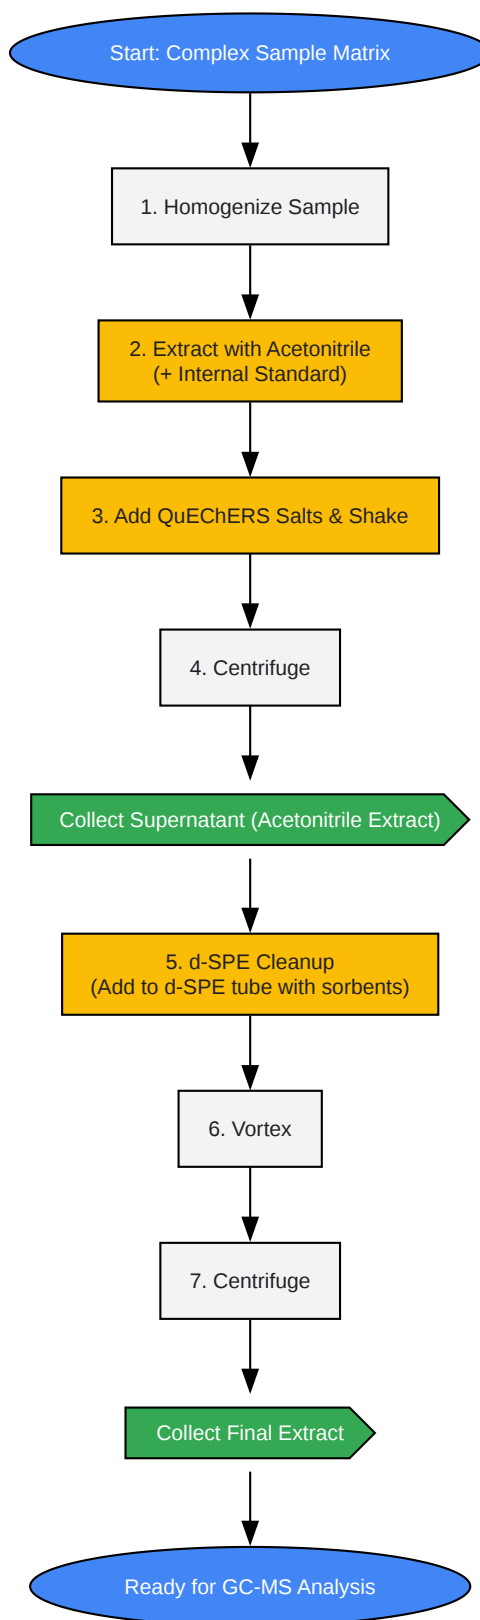 Start: Complex Sample Matrix
1. Homogenize Sample
2. Extract with Acetonitrile
(+ Internal Standard)
3. Add QuEChERS Salts & Shake
4. Centrifuge
Collect Supernatant (Acetonitrile Extract)
5. d-SPE Cleanup
(Add to d-SPE tube with sorbents)
6. Vortex
7. Centrifuge
Collect Final Extract
Ready for GC-MS Analysis